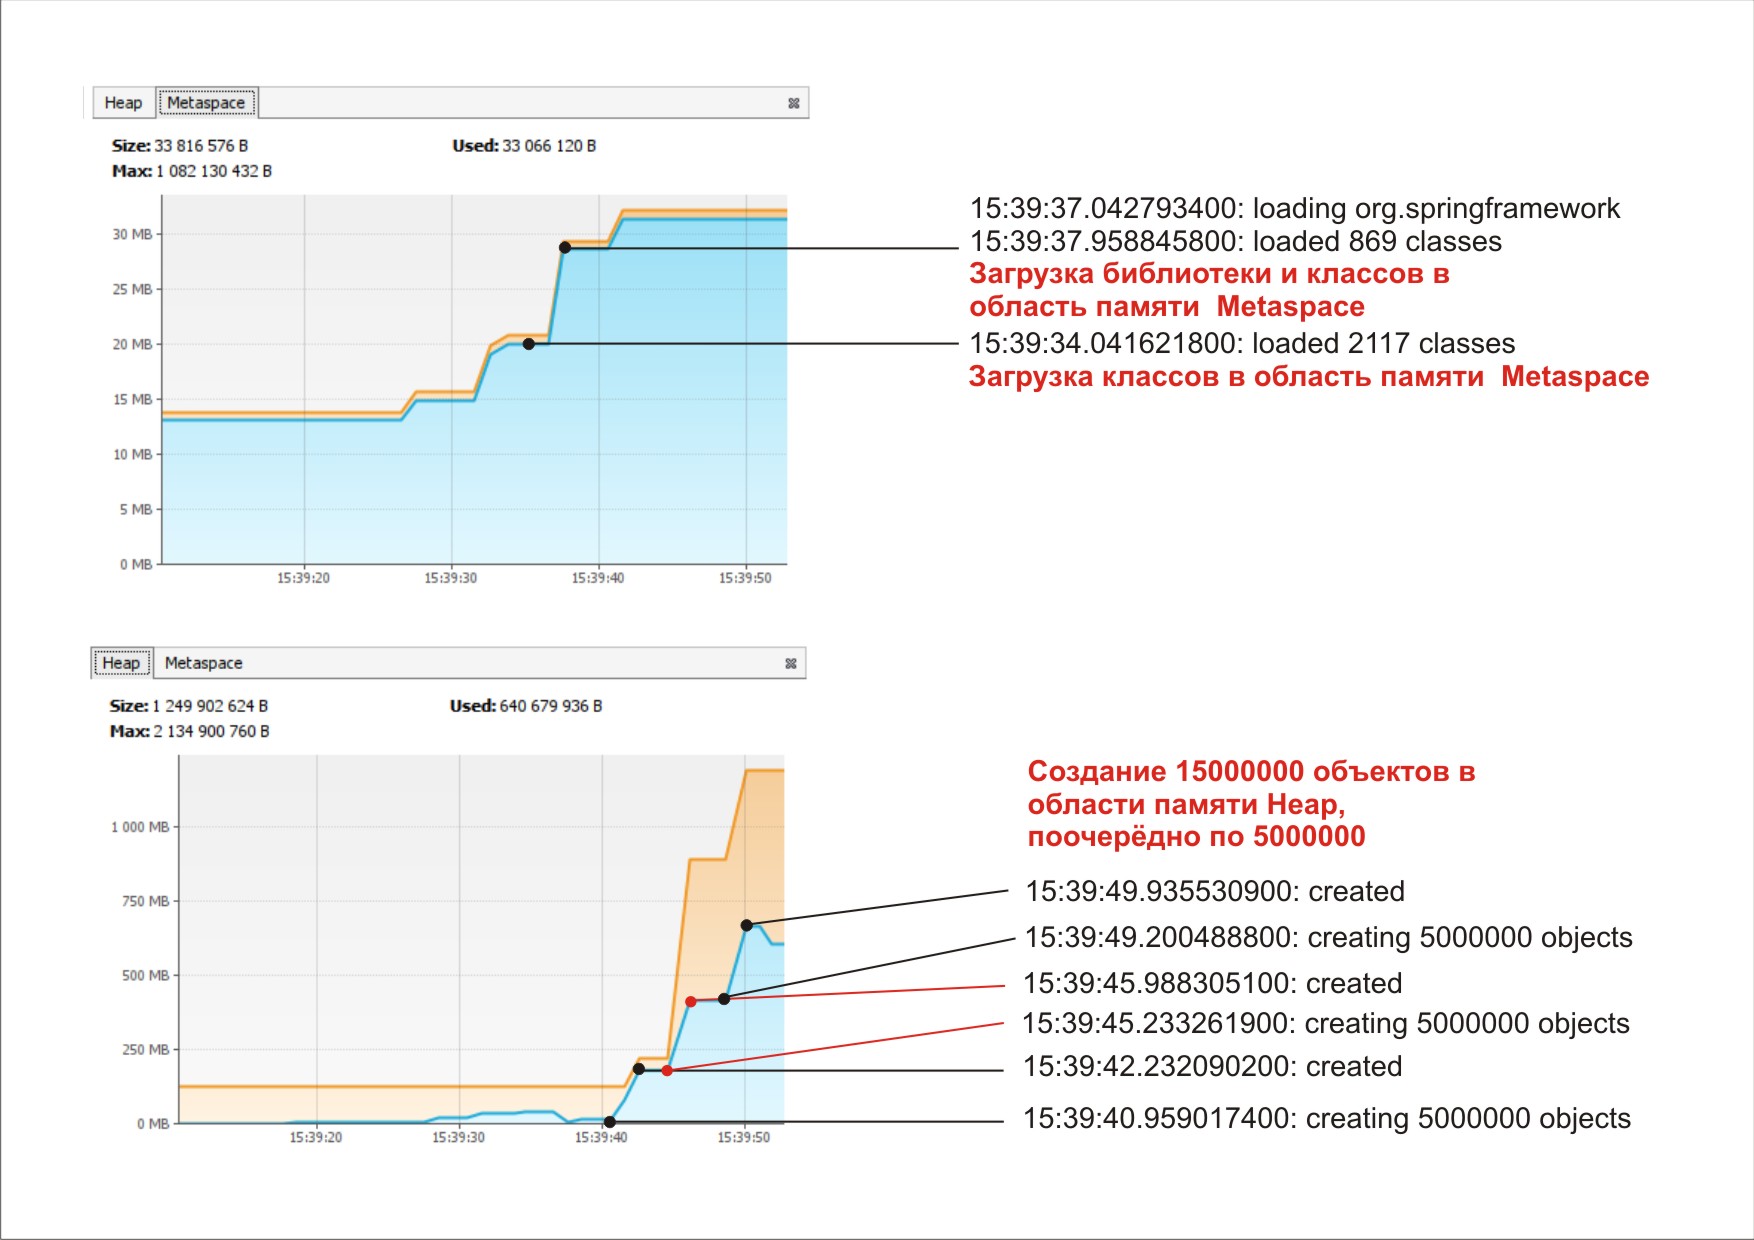 Heap Metaspace
Size: 33 816 576 B Used: 33 066 120 B
Max: 1 082 130 432 B
30 MB
25 MB
20 MB
15 MB
10 MB
5 MB
0 MB
15:39:20 15:39:30 15:39:40 15:39:50
15:39:37.042793400: loading org.springframework
15:39:37.958845800: loaded 869 classes
Загрузка библиотеки и классов в
область памяти Metaspace
15:39:34.041621800: loaded 2117 classes
Загрузка классов в область памяти Metaspace
Heap Metaspace
Size: 1 249 902 624 B Used: 640 679 936 B
Max: 2 134 900 760 B
1 000 MB
750 MB
500 MB
250 MB
0 MB
15:39:20 15:39:30 15:39:40 15:39:50
Создание 15000000 объектов в
области памяти Heap,
поочерёдно по 5000000
15:39:49.935530900: created
15:39:49.200488800: creating 5000000 objects
15:39:45.988305100: created
15:39:45.233261900: creating 5000000 objects
15:39:42.232090200: created
15:39:40.959017400: creating 5000000 objects